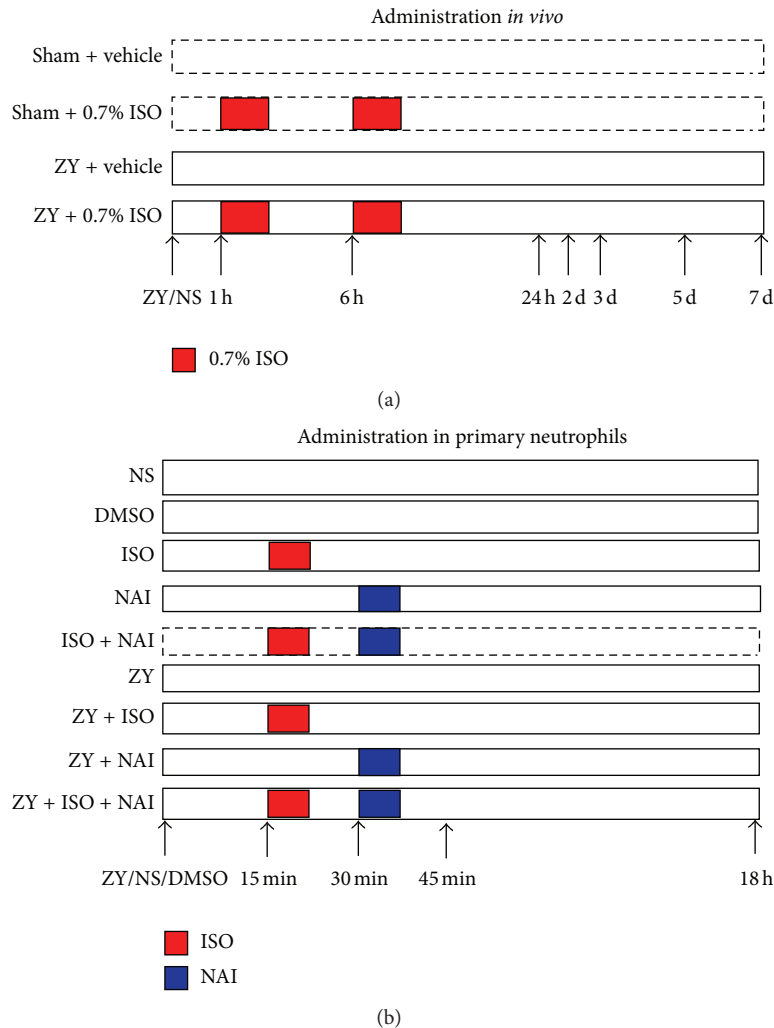 Administration in vivo
Sham + vehicle
Sham + 0.7% ISO
ZY + vehicle
ZY + 0.7% ISO
ZY/NS 1 h 6 h 24 h 2 d 3 d 5 d 7 d
0.7% ISO
(a)
Administration in primary neutrophils
NS
DMSO
ISO
NAI
ISO + NAI
ZY
ZY + ISO
ZY + NAI
ZY + ISO + NAI
ZY/NS/DMSO 15 min 30 min 45 min 18 h
ISO
NAI
(b)